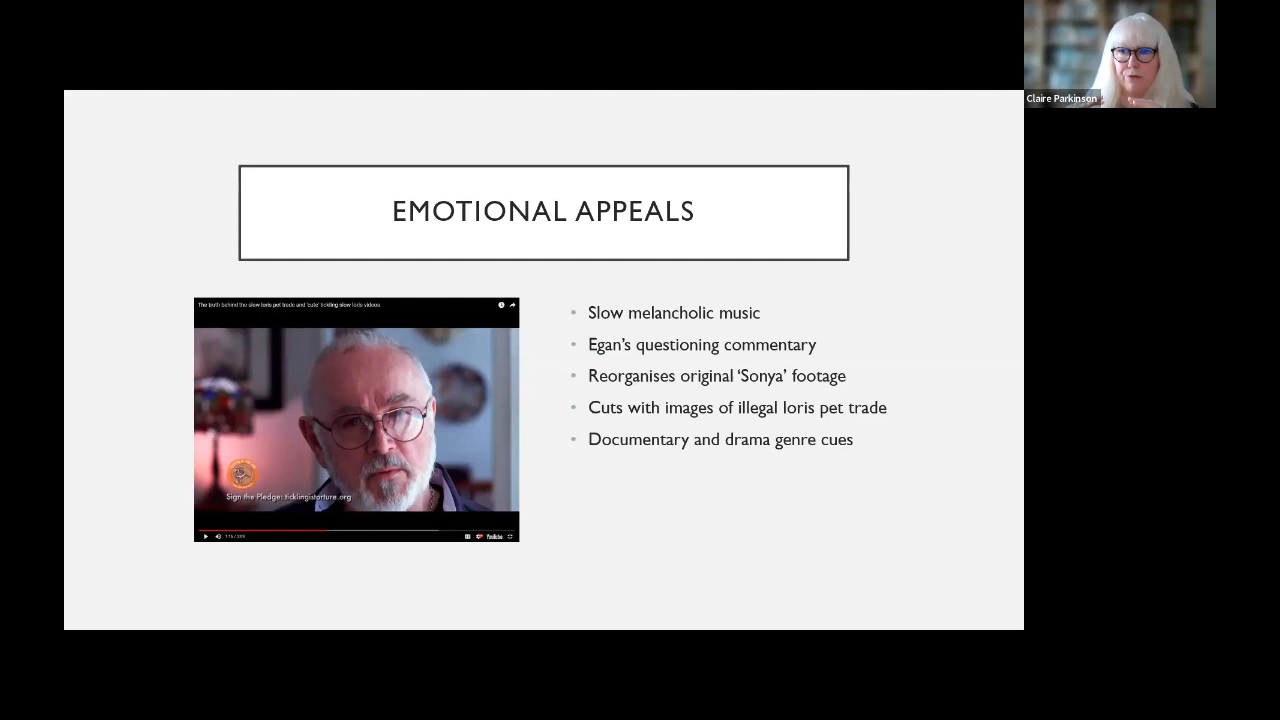 Claire Parkinson
EMOTIONAL APPEALS
The truth behind the slow loris pet trade and 'cute' tickling slow loris videos
Sign the Pledge: ticklingistorture.org
YouTube
• Slow melancholic music
• Egan's questioning commentary
• Reorganises original ‘Sonya’ footage
• Cuts with images of illegal loris pet trade
• Documentary and drama genre cues